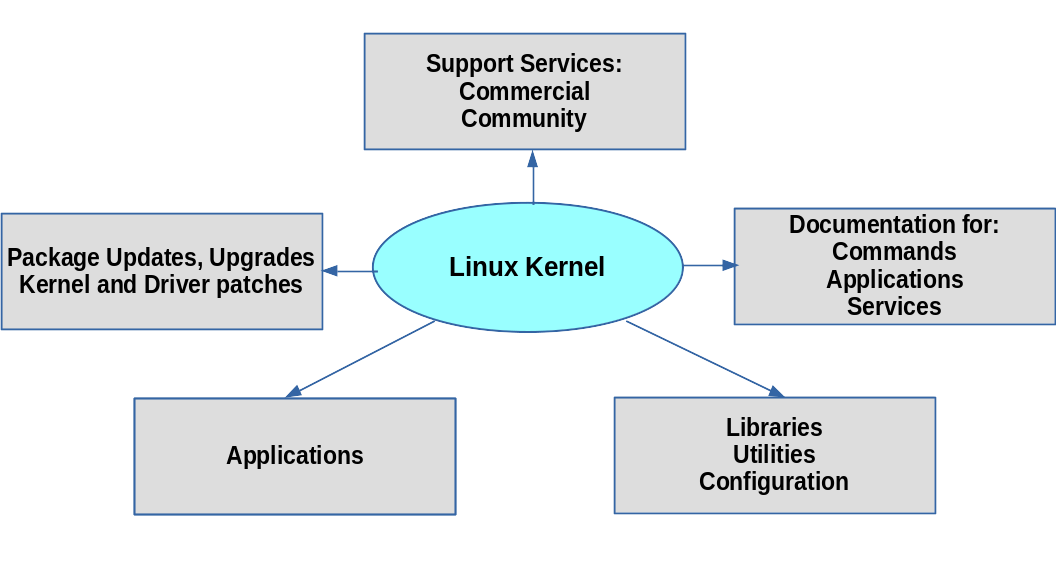 Support Services:
Commercial
Community
Linux Kernel
Package Updates, Upgrades
Kernel and Driver patches
Documentation for:
Commands
Applications
Services
Applications
Libraries
Utilities
Configuration